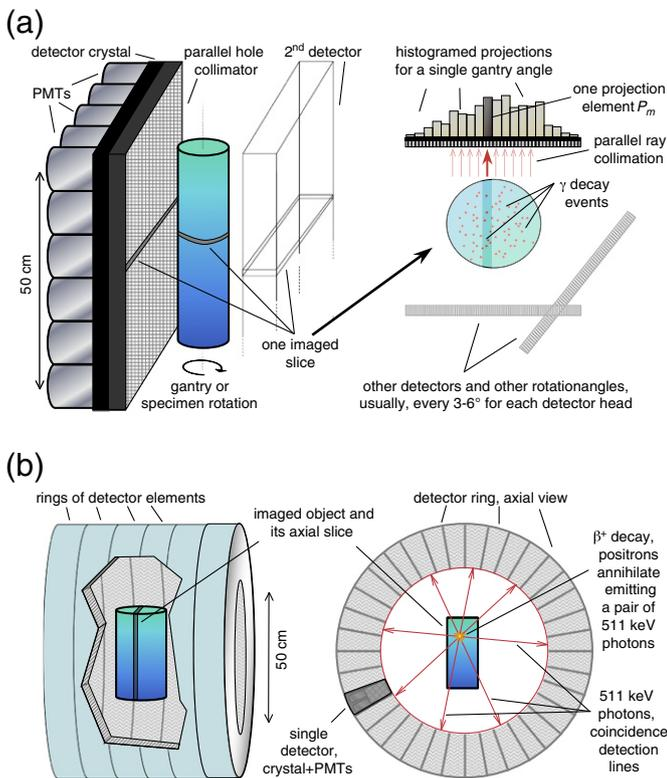 (a)
detector crystal
parallel hole
collimator
2nd detector
PMTs
50 cm
one imaged
slice
gantry or
specimen rotation
histogramed projections
for a single gantry angle
one projection
element Pm
parallel ray
collimation
γ decay
events
other detectors and other rotationangles,
usually, every 3-6° for each detector head
(b)
rings of detector elements
imaged object and
its axial slice
50 cm
single
detector,
crystal+PMTs
detector ring, axial view
β+ decay,
positrons
annihilate
emitting
a pair of
511 keV
photons
511 keV
photons,
coincidence
detection
lines